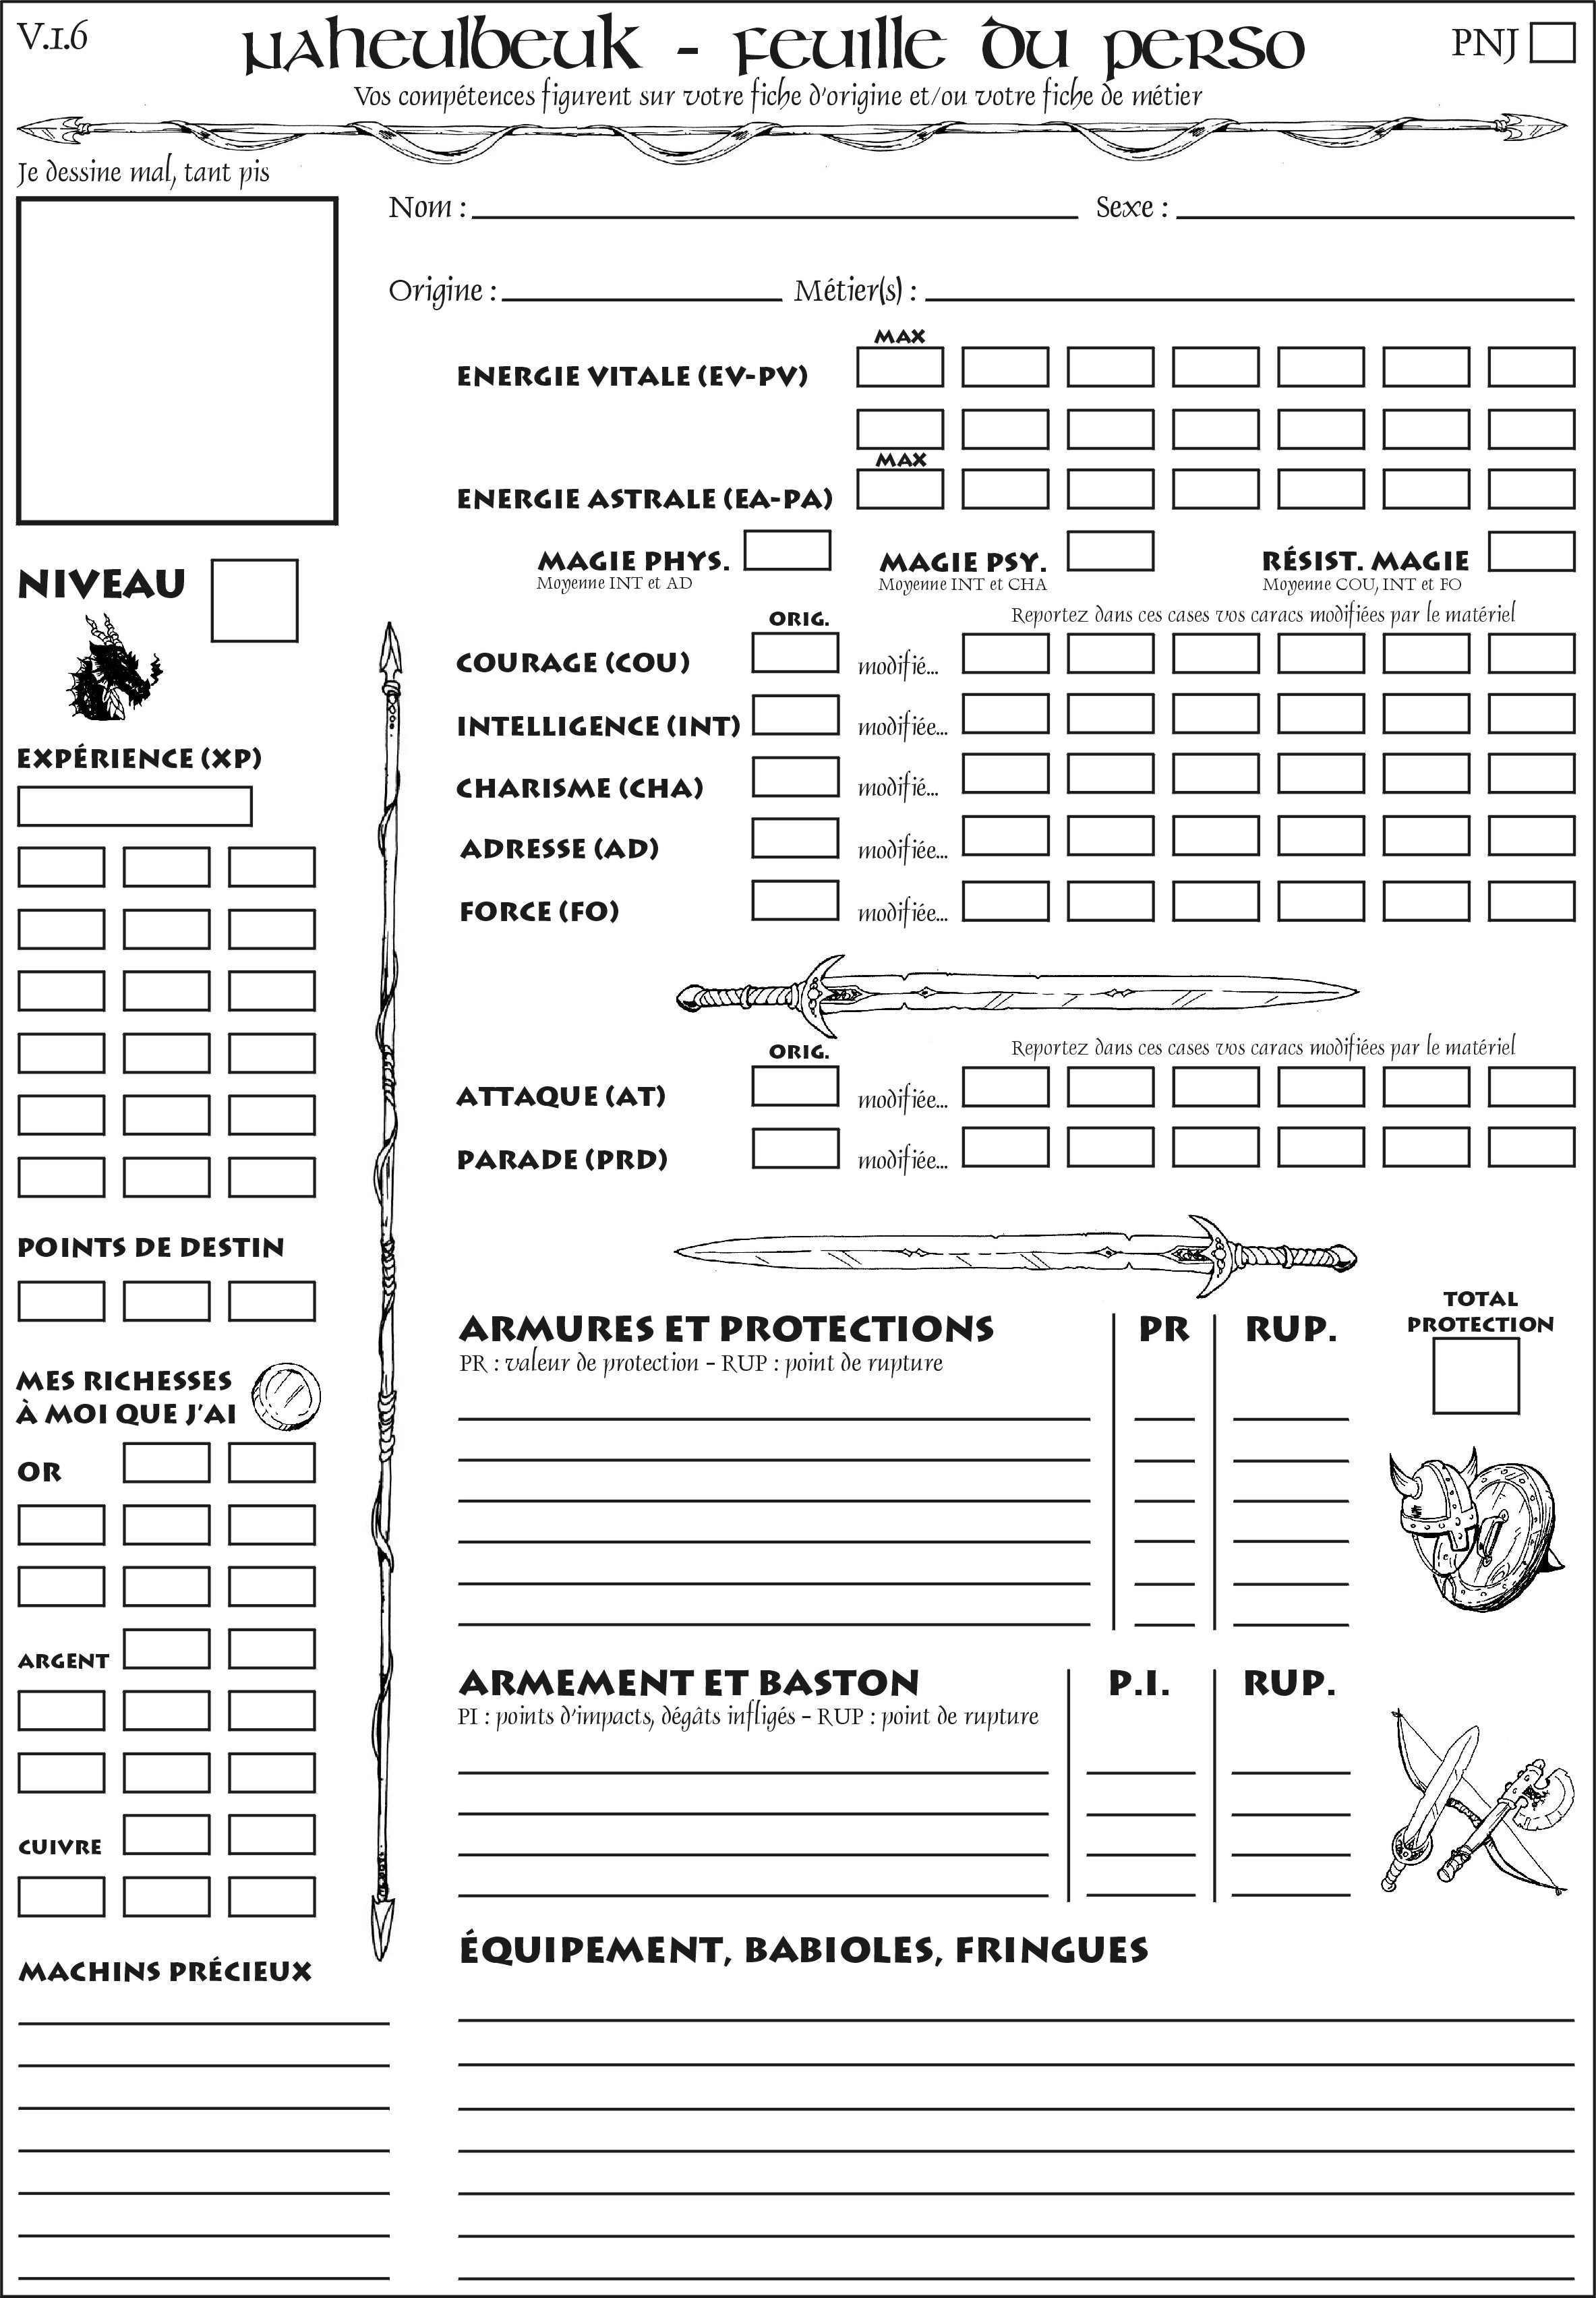 V.1.6
NAHEULBEUK - FEUILLE DU PERSO
PNJ
Vos compétences figurent sur votre fiche d'origine et/ou votre fiche de métier
Je dessine mal, tant pis
Nom :
Sexe :
Origine :
Métier(s) :
MAX
ENERGIE VITALE (EV-PV)
MAX
ENERGIE ASTRALE (EA-PA)
MAGIE PHYS.
Moyenne INT et AD
MAGIE PSY.
Moyenne INT et CHA
RÉSIST. MAGIE
Moyenne COU, INT et FO
NIVEAU
EXPÉRIENCE (XP)
POINTS DE DESTIN
MES RICHESSES
À MOI QUE J'AI
OR
ARGENT
CUIVRE
MACHINS PRÉCIEUX
ORIG.
Reportez dans ces cases vos caracs modifiées par le matériel
COURAGE (COU)
modifié...
INTELLIGENCE (INT)
modifiée...
CHARISME (CHA)
modifié...
ADRESSE (AD)
modifiée...
FORCE (FO)
modifiée...
ORIG.
Reportez dans ces cases vos caracs modifiées par le matériel
ATTAQUE (AT)
modifiée...
PARADE (PRD)
modifiée...
ARMURES ET PROTECTIONS
PR
RUP.
TOTAL
PROTECTION
PR : valeur de protection - RUP : point de rupture
ARMEMENT ET BASTON
P.I.
RUP.
PI : points d'impacts, dégâts infligés - RUP : point de rupture
ÉQUIPEMENT, BABIOLES, FRINGUES